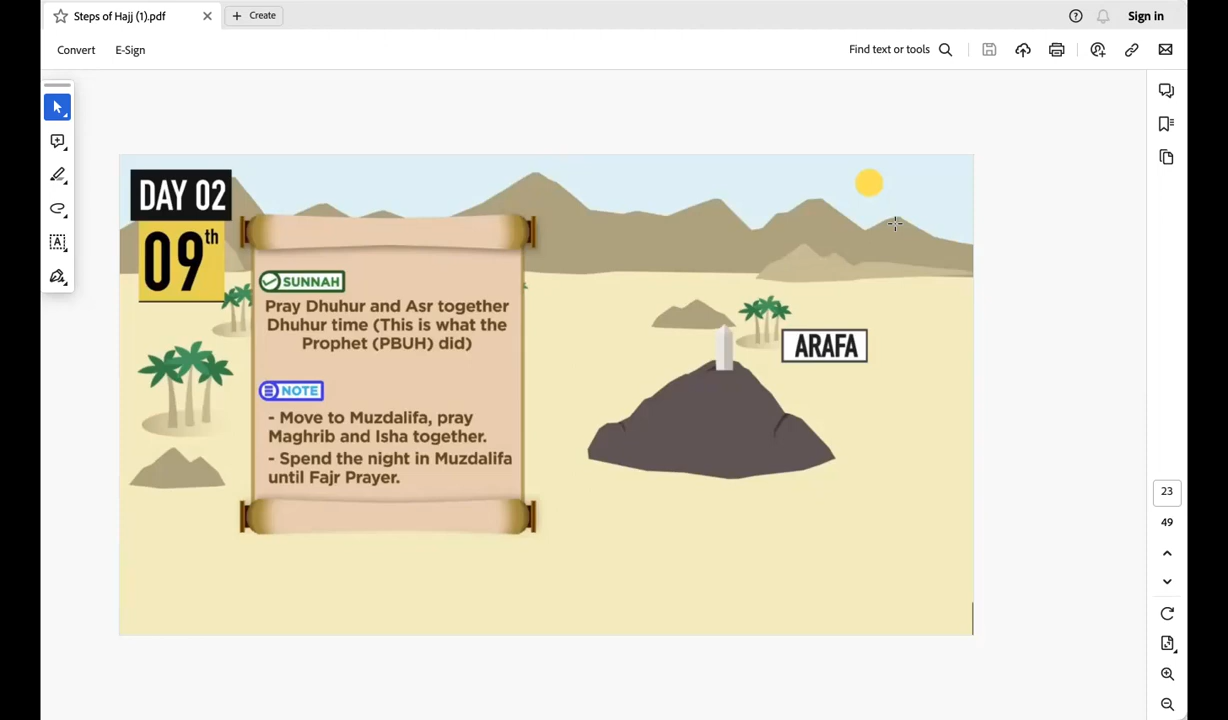 Steps of Hajj (1).pdf
Create
Sign in
Convert
E-Sign
Find text or tools
DAY 02
09th
SUNNAH
Pray Dhuhur and Asr together
Dhuhur time (This is what the
Prophet (PBUH) did)
NOTE
- Move to Muzdalifa, pray
Maghrib and Isha together.
- Spend the night in Muzdalifa
until Fajr Prayer.
ARAFA
23
49